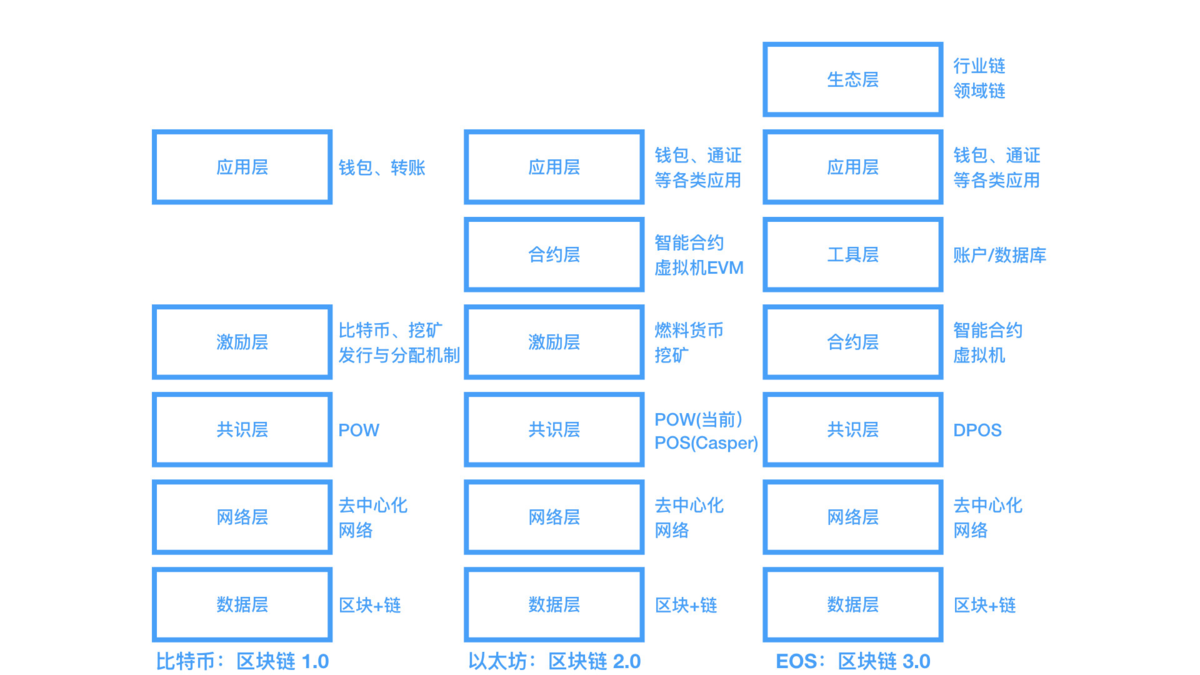 生态层
行业链
领域链
应用层
钱包、转账
应用层
钱包、通证
等各类应用
应用层
钱包、通证
等各类应用
合约层
智能合约
虚拟机EVM
工具层
账户/数据库
激励层
比特币、挖矿
发行与分配机制
激励层
燃料货币
挖矿
合约层
智能合约
虚拟机
共识层
POW
共识层
POW(当前）
POS(Casper)
共识层
DPOS
网络层
去中心化
网络
网络层
去中心化
网络
网络层
去中心化
网络
数据层
区块+链
数据层
区块+链
数据层
区块+链
比特币：区块链 1.0
以太坊：区块链 2.0
EOS：区块链 3.0